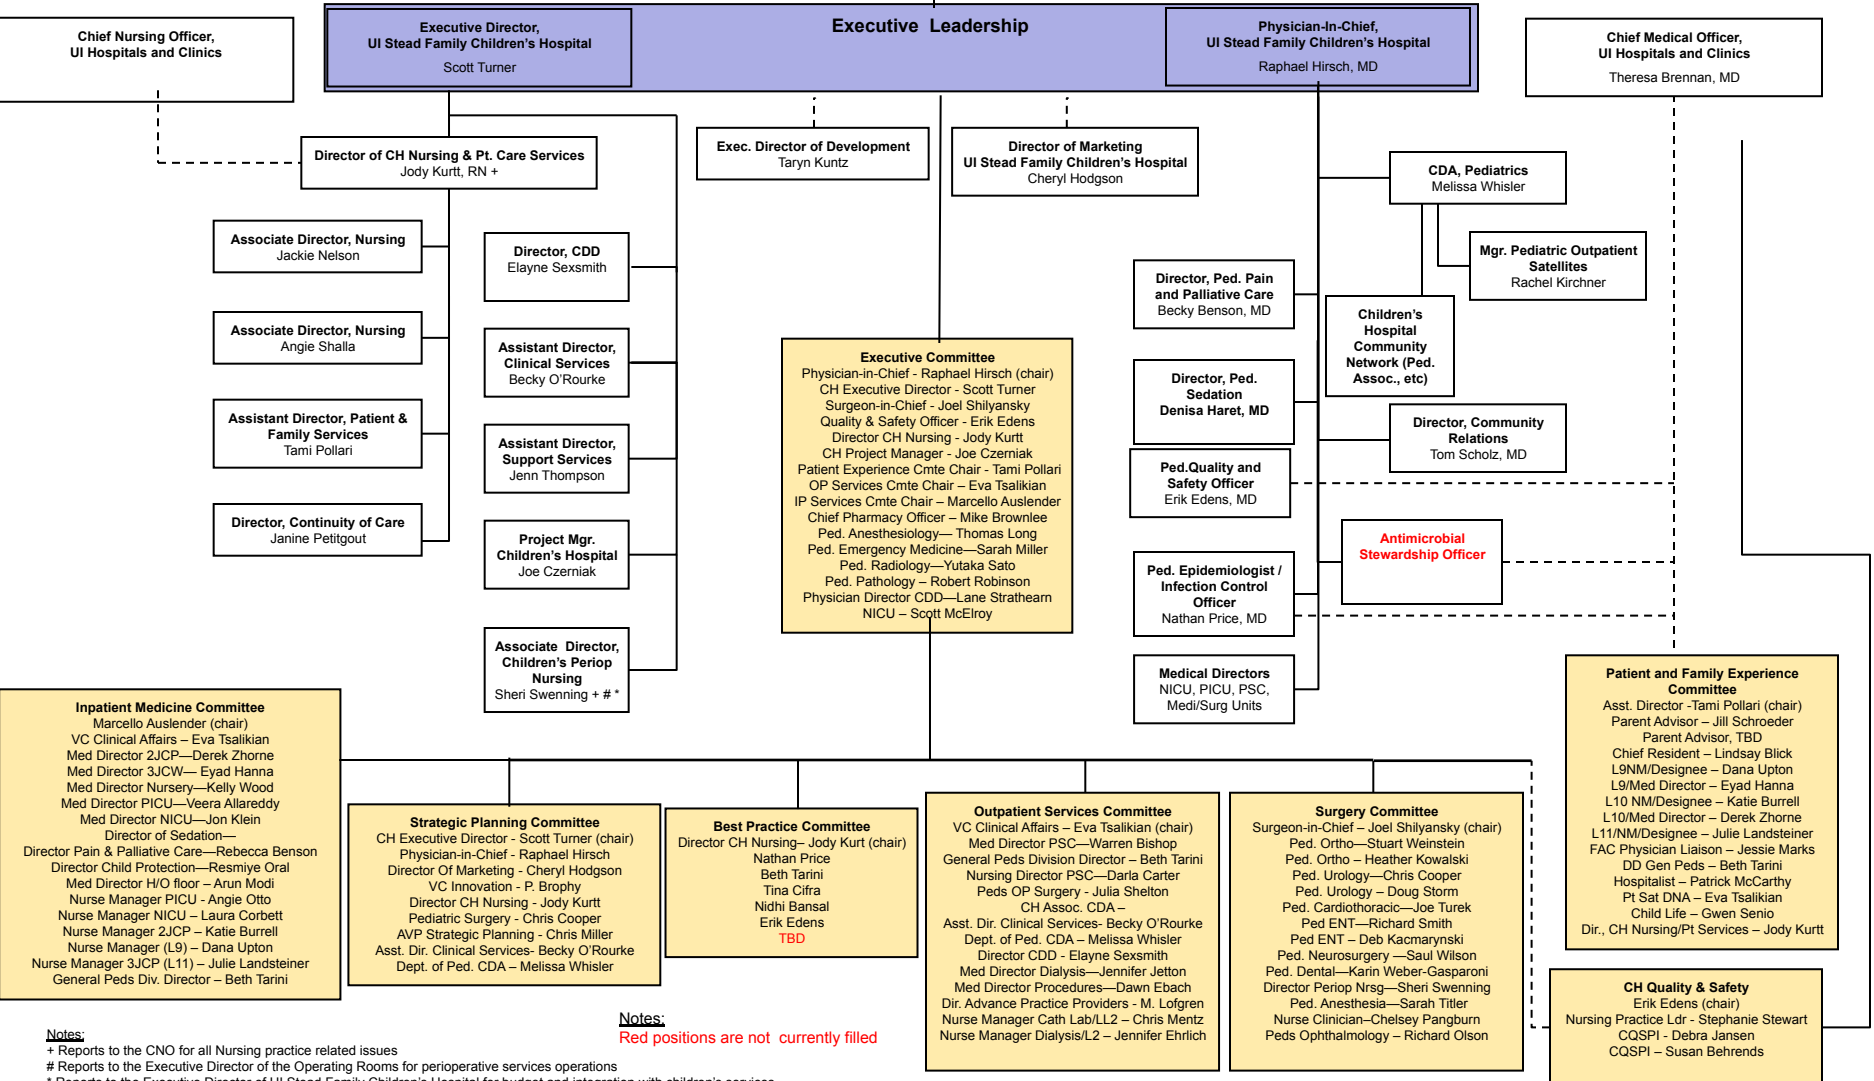 Executive Leadership
Chief Nursing Officer,
UI Hospitals and Clinics
Executive Director,
UI Stead Family Children's Hospital
Scott Turner
Physician-In-Chief,
UI Stead Family Children's Hospital
Raphael Hirsch, MD
Chief Medical Officer,
UI Hospitals and Clinics
Theresa Brennan, MD
Director of CH Nursing & Pt. Care Services
Jody Kurtt, RN +
Exec. Director of Development
Taryn Kuntz
Director of Marketing
UI Stead Family Children's Hospital
Cheryl Hodgson
CDA, Pediatrics
Melissa Whisler
Associate Director, Nursing
Jackie Nelson
Director, CDD
Elayne Sexsmith
Mgr. Pediatric Outpatient
Satellites
Rachel Kirchner
Director, Ped. Pain
and Palliative Care
Becky Benson, MD
Children's
Hospital
Community
Network (Ped.
Assoc., etc)
Associate Director, Nursing
Angie Shalla
Assistant Director,
Clinical Services
Becky O'Rourke
Director, Ped.
Sedation
Denisa Haret, MD
Assistant Director, Patient &
Family Services
Tami Pollari
Assistant Director,
Support Services
Jenn Thompson
Director, Community
Relations
Tom Scholz, MD
Ped.Quality and
Safety Officer
Erik Edens, MD
Director, Continuity of Care
Janine Petitgout
Project Mgr.
Children's Hospital
Joe Czerniak
Antimicrobial
Stewardship Officer
Ped. Epidemiologist /
Infection Control
Officer
Nathan Price, MD
Associate Director,
Children's Periop
Nursing
Sheri Swenning + # *
Medical Directors
NICU, PICU, PSC,
Medi/Surg Units
Executive Committee
Physician-in-Chief - Raphael Hirsch (chair)
CH Executive Director - Scott Turner
Surgeon-in-Chief - Joel Shilyansky
Quality & Safety Officer - Erik Edens
Director CH Nursing - Jody Kurtt
CH Project Manager - Joe Czerniak
Patient Experience Cmte Chair - Tami Pollari
OP Services Cmte Chair – Eva Tsalikian
IP Services Cmte Chair – Marcello Auslender
Chief Pharmacy Officer – Mike Brownlee
Ped. Anesthesiology— Thomas Long
Ped. Emergency Medicine—Sarah Miller
Ped. Radiology—Yutaka Sato
Ped. Pathology – Robert Robinson
Physician Director CDD—Lane Strathearn
NICU – Scott McElroy
Inpatient Medicine Committee
Marcello Auslender (chair)
VC Clinical Affairs – Eva Tsalikian
Med Director 2JCP—Derek Zhorne
Med Director 3JCW— Eyad Hanna
Med Director Nursery—Kelly Wood
Med Director PICU—Veera Allareddy
Med Director NICU—Jon Klein
Director of Sedation—
Director Pain & Palliative Care—Rebecca Benson
Director Child Protection—Resmiye Oral
Med Director H/O floor – Arun Modi
Nurse Manager PICU - Angie Otto
Nurse Manager NICU – Laura Corbett
Nurse Manager 2JCP – Katie Burrell
Nurse Manager (L9) – Dana Upton
Nurse Manager 3JCP (L11) – Julie Landsteiner
General Peds Div. Director – Beth Tarini
Strategic Planning Committee
CH Executive Director - Scott Turner (chair)
Physician-in-Chief - Raphael Hirsch
Director Of Marketing - Cheryl Hodgson
VC Innovation - P. Brophy
Director CH Nursing - Jody Kurtt
Pediatric Surgery - Chris Cooper
AVP Strategic Planning - Chris Miller
Asst. Dir. Clinical Services- Becky O'Rourke
Dept. of Ped. CDA – Melissa Whisler
Best Practice Committee
Director CH Nursing– Jody Kurt (chair)
Nathan Price
Beth Tarini
Tina Cifra
Nidhi Bansal
Erik Edens
TBD
Outpatient Services Committee
VC Clinical Affairs – Eva Tsalikian (chair)
Med Director PSC—Warren Bishop
General Peds Division Director – Beth Tarini
Nursing Director PSC—Darla Carter
Peds OP Surgery - Julia Shelton
CH Assoc. CDA –
Asst. Dir. Clinical Services- Becky O'Rourke
Dept. of Ped. CDA – Melissa Whisler
Director CDD - Elayne Sexsmith
Med Director Dialysis—Jennifer Jetton
Med Director Procedures—Dawn Ebach
Dir. Advance Practice Providers - M. Lofgren
Nurse Manager Cath Lab/LL2 – Chris Mentz
Nurse Manager Dialysis/L2 – Jennifer Ehrlich
Surgery Committee
Surgeon-in-Chief – Joel Shilyansky (chair)
Ped. Ortho—Stuart Weinstein
Ped. Ortho – Heather Kowalski
Ped. Urology—Chris Cooper
Ped. Urology – Doug Storm
Ped. Cardiothoracic—Joe Turek
Ped ENT—Richard Smith
Ped ENT – Deb Kacmarynski
Ped. Neurosurgery —Saul Wilson
Ped. Dental—Karin Weber-Gasparoni
Director Periop Nrsg—Sheri Swenning
Ped. Anesthesia—Sarah Titler
Nurse Clinician–Chelsey Pangburn
Peds Ophthalmology – Richard Olson
Patient and Family Experience
Committee
Asst. Director -Tami Pollari (chair)
Parent Advisor – Jill Schroeder
Parent Advisor, TBD
Chief Resident – Lindsay Blick
L9NM/Designee – Dana Upton
L9/Med Director – Eyad Hanna
L10 NM/Designee – Katie Burrell
L10/Med Director – Derek Zhorne
L11/NM/Designee – Julie Landsteiner
FAC Physician Liaison – Jessie Marks
DD Gen Peds – Beth Tarini
Hospitalist – Patrick McCarthy
Pt Sat DNA – Eva Tsalikian
Child Life – Gwen Senio
Dir., CH Nursing/Pt Services – Jody Kurtt
CH Quality & Safety
Erik Edens (chair)
Nursing Practice Ldr - Stephanie Stewart
CQSPI - Debra Jansen
CQSPI – Susan Behrends
Notes:
Red positions are not currently filled
Notes:
+ Reports to the CNO for all Nursing practice related issues
# Reports to the Executive Director of the Operating Rooms for perioperative services operations
* Reports to the Executive Director of UI Stead Family Children's Hospital for budget and integration with children's services